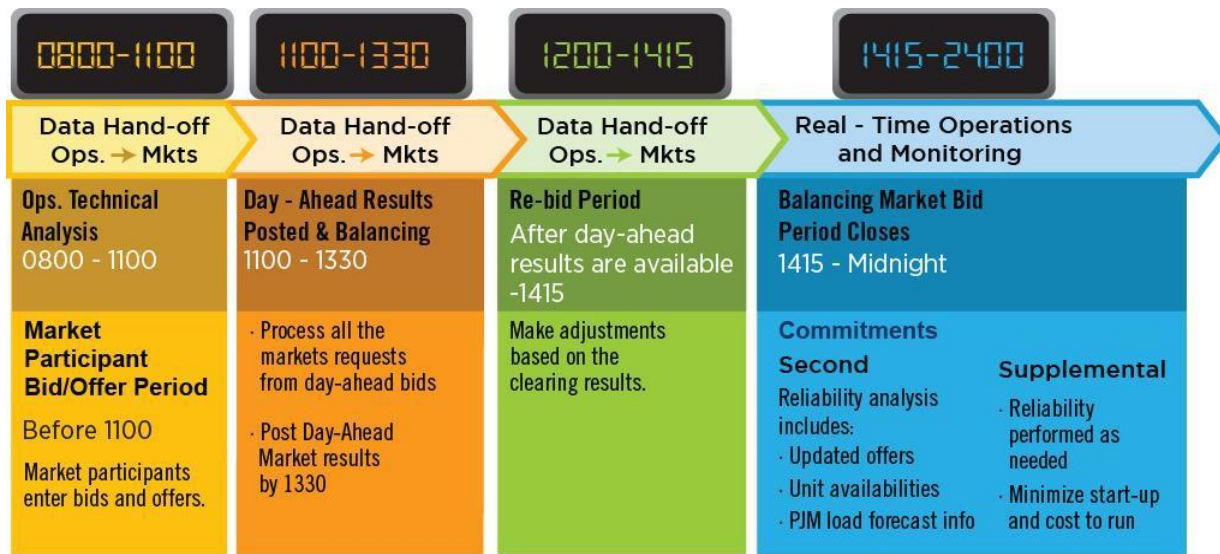 0800-1100
1100-1330
1200-1415
1415-2400
Data Hand-off
Ops. → Mkts
Data Hand-off
Ops. → Mkts
Data Hand-off
Ops. → Mkts
Real - Time Operations
and Monitoring
Ops. Technical
Analysis
0800 - 1100
Day - Ahead Results
Posted & Balancing
1100 - 1330
Re-bid Period
After day-ahead
results are available
-1415
Balancing Market Bid
Period Closes
1415 - Midnight
Market
Participant
Bid/Offer Period
Before 1100
Market participants
enter bids and offers.
· Process all the
markets requests
from day-ahead bids
· Post Day-Ahead
Market results
by 1330
Make adjustments
based on the
clearing results.
Commitments
Second
Reliability analysis
includes:
· Updated offers
· Unit availabilities
· PJM load forecast info
Supplemental
· Reliability
performed as
needed
· Minimize start-up
and cost to run